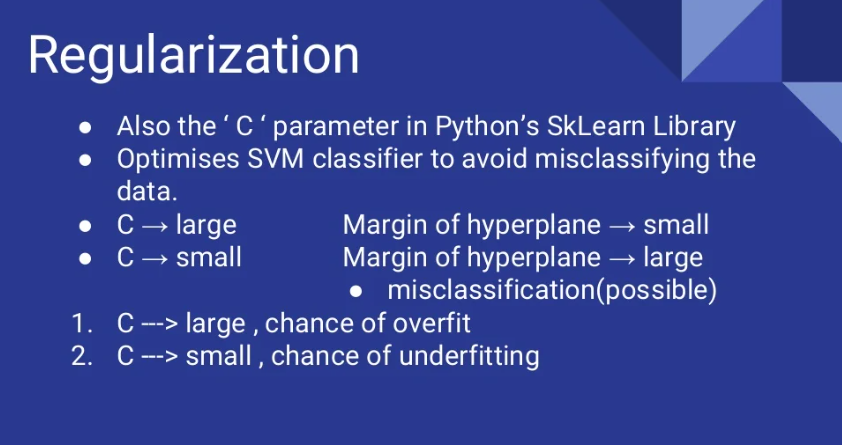 Regularization
● Also the ‘ C ‘ parameter in Python’s SkLearn Library
● Optimises SVM classifier to avoid misclassifying the
data.
● C → large Margin of hyperplane → small
● C → small Margin of hyperplane → large
● misclassification(possible)
1. C ---> large , chance of overfit
2. C ---> small , chance of underfitting